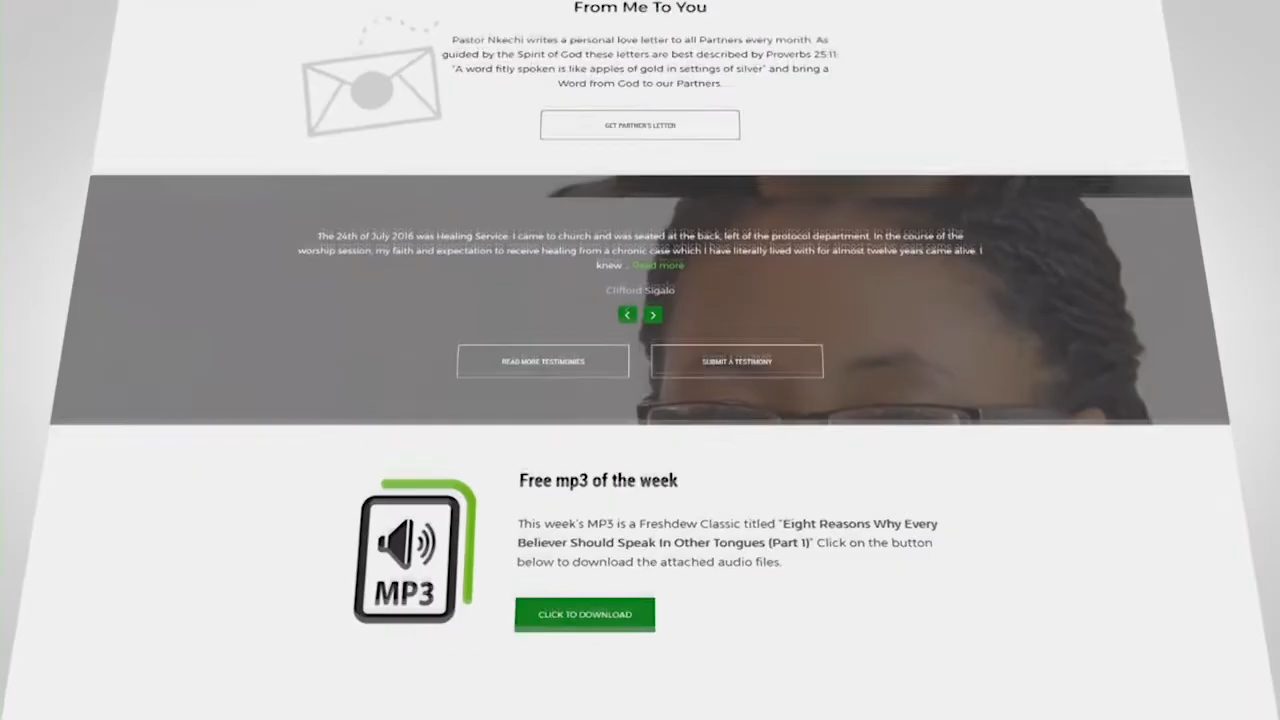 From Me To You
Pastor Nkechi writes a personal love letter to all Partners every month. As
guided by the Spirit of God these letters are best described by Proverbs 25:11:
"A word fitly spoken is like apples of gold in settings of silver" and bring a
Word from God to our Partners....
GET PARTNER'S LETTER
The 24th of July 2016 was Healing Service. I came to church and was seated at the back, left of the protocol department. In the course of the
worship session, my faith and expectation to receive healing from a chronic case which I have literally lived with for almost twelve years came alive. I
knew ... Read more
Clifford Sigalo
READ MORE TESTIMONIES
SUBMIT A TESTIMONY
Free mp3 of the week
This week's MP3 is a Freshdew Classic titled "Eight Reasons Why Every
Believer Should Speak In Other Tongues (Part 1)" Click on the button
below to download the attached audio files.
MP3
CLICK TO DOWNLOAD